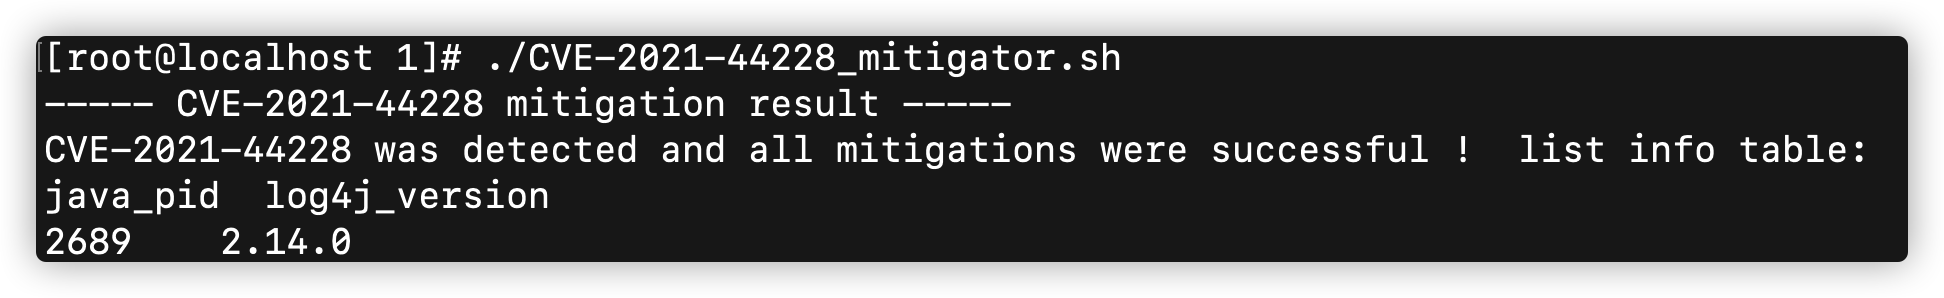 [[root@localhost 1]# ./CVE-2021-44228_mitigator.sh
----- CVE-2021-44228 mitigation result -----
CVE-2021-44228 was detected and all mitigations were successful !  list info table:
java_pid  log4j_version
2689    2.14.0